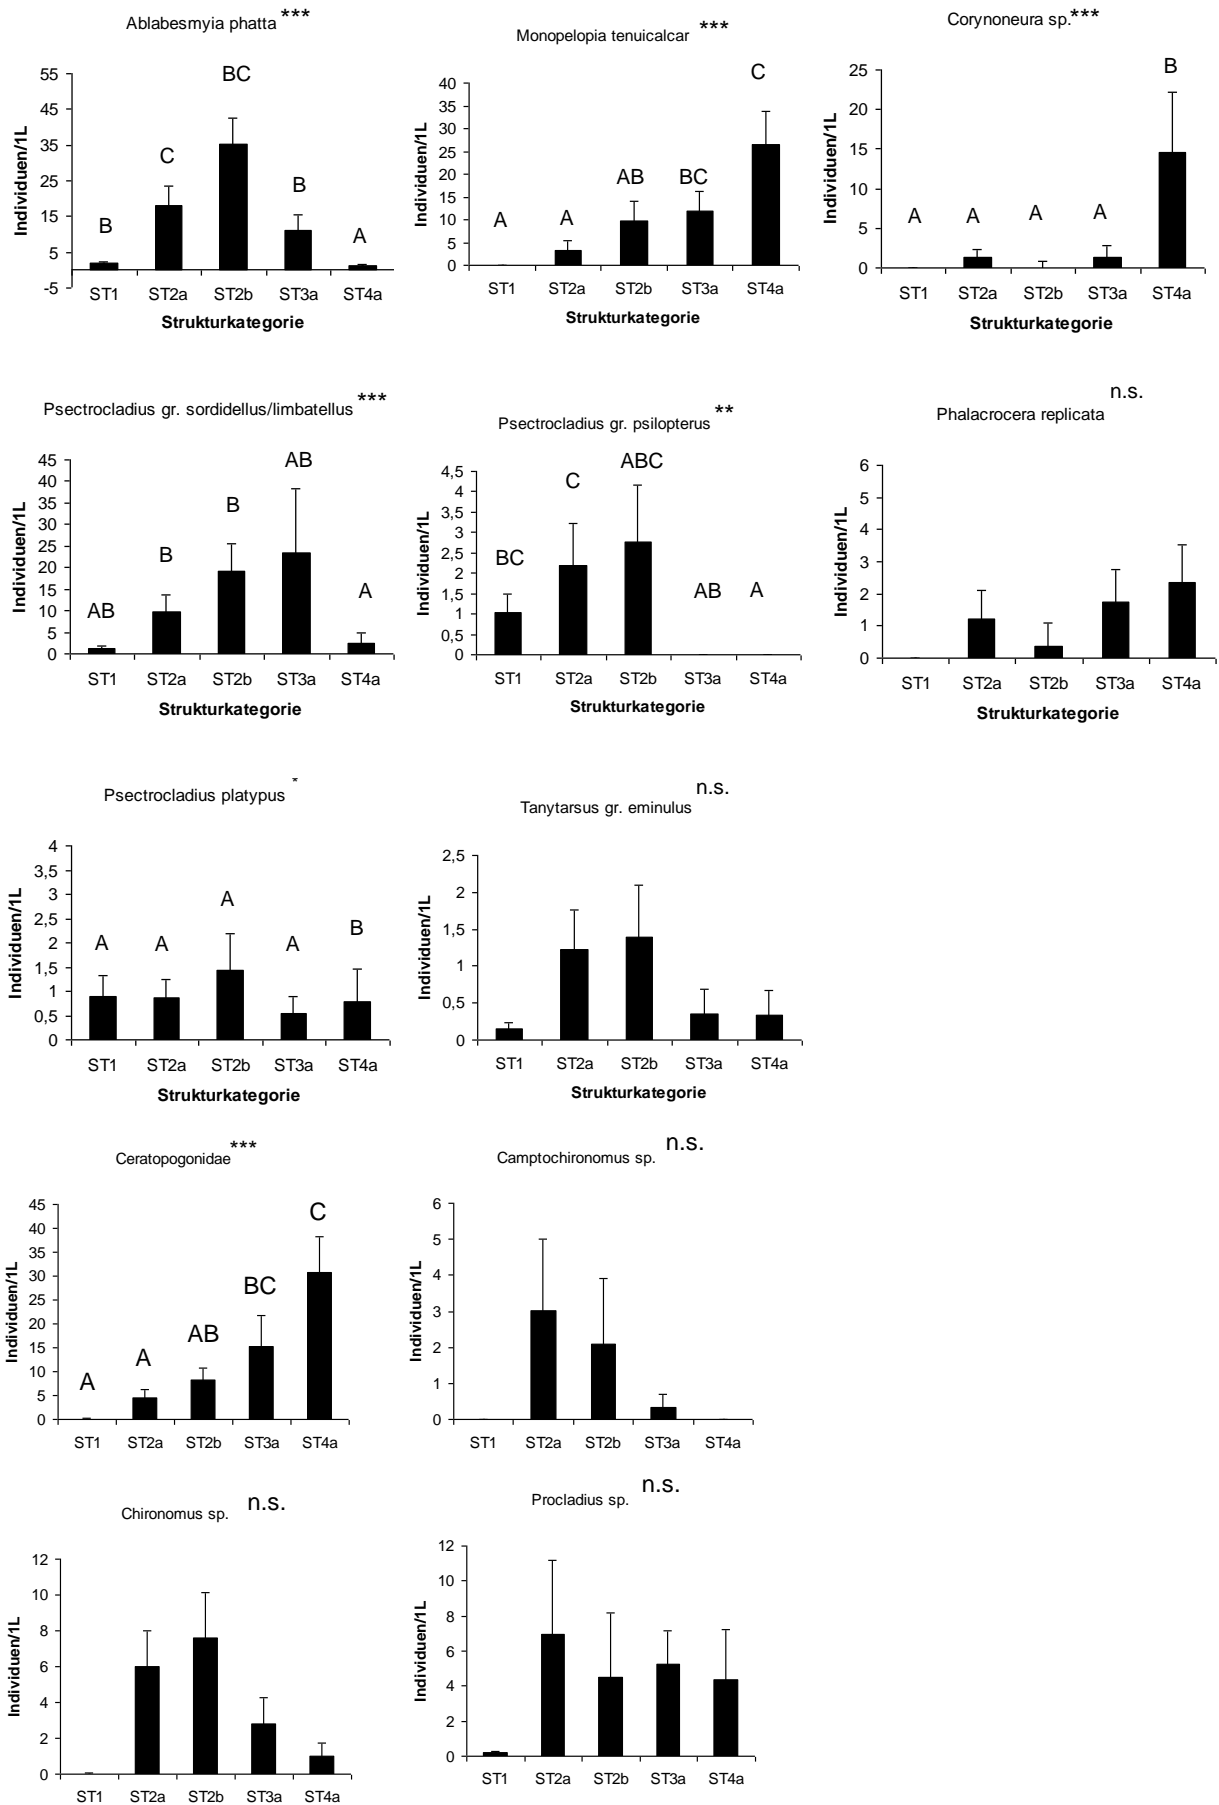 Ablabesmyia phatta ***
55
45
35
25
15
5
-5
Individuen/1L
B
C
BC
B
A
ST1 ST2a ST2b ST3a ST4a
Strukturkategorie
Monopelopia tenuicalcar ***
40
35
30
25
20
15
10
5
0
Individuen/1L
A
A
AB
BC
C
ST1 ST2a ST2b ST3a ST4a
Strukturkategorie
Corynoneura sp.***
25
20
15
10
5
0
Individuen/1L
A
A
A
A
B
ST1 ST2a ST2b ST3a ST4a
Strukturkategorie
Psectrocladius gr. sordidellus/limbatellus ***
45
40
35
30
25
20
15
10
5
0
Individuen/1L
AB
B
B
AB
A
ST1 ST2a ST2b ST3a ST4a
Strukturkategorie
Psectrocladius gr. psilopterus **
4,5
4
3,5
3
2,5
2
1,5
1
0,5
0
Individuen/1L
BC
C
ABC
AB
A
ST1 ST2a ST2b ST3a ST4a
Strukturkategorie
Phalacrocera replicata n.s.
6
5
4
3
2
1
0
Individuen/1L
ST1 ST2a ST2b ST3a ST4a
Strukturkategorie
Psectrocladius platypus *
4
3,5
3
2,5
2
1,5
1
0,5
0
Individuen/1L
A
A
A
A
B
ST1 ST2a ST2b ST3a ST4a
Strukturkategorie
Tanytarsus gr. eminulus n.s.
2,5
2
1,5
1
0,5
0
Individuen/1L
ST1 ST2a ST2b ST3a ST4a
Strukturkategorie
Ceratopogonidae ***
45
40
35
30
25
20
15
10
5
0
Individuen/1L
A
A
AB
BC
C
ST1 ST2a ST2b ST3a ST4a
Camptochironomus sp. n.s.
6
5
4
3
2
1
0
Individuen/1L
ST1 ST2a ST2b ST3a ST4a
Chironomus sp. n.s.
12
10
8
6
4
2
0
Individuen/1L
ST1 ST2a ST2b ST3a ST4a
Procladius sp. n.s.
12
10
8
6
4
2
0
Individuen/1L
ST1 ST2a ST2b ST3a ST4a